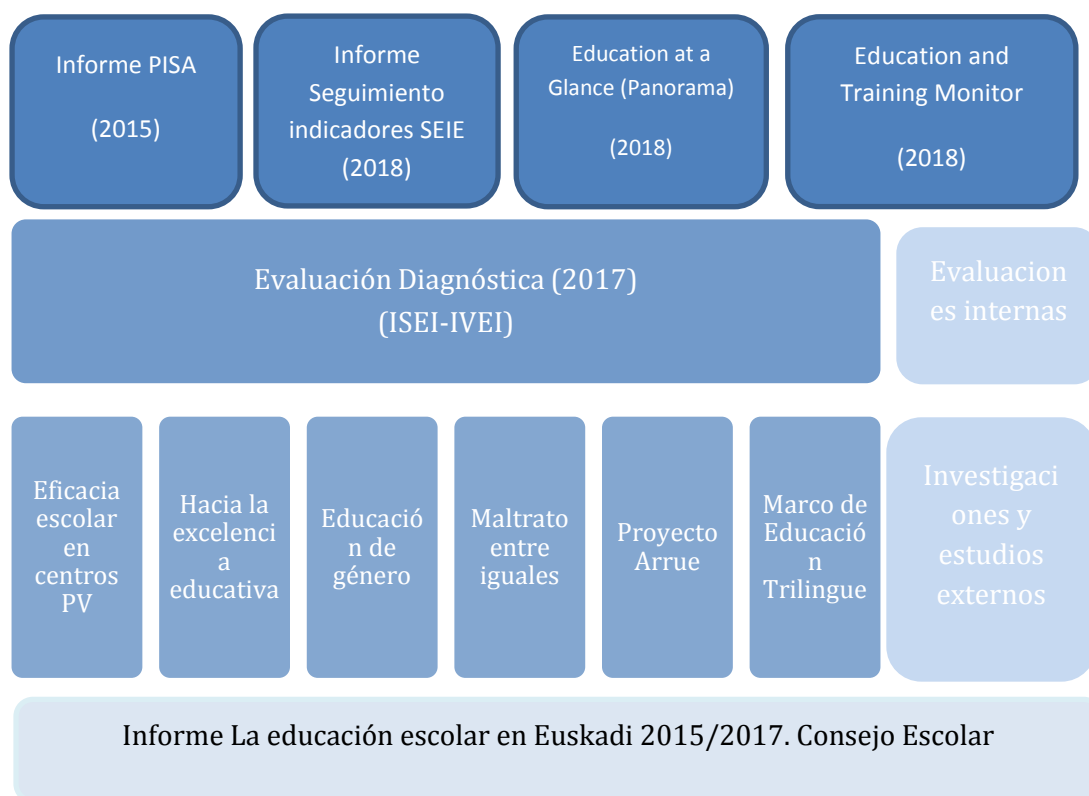 Informe PISA
(2015)
Informe
Seguimiento
indicadores SEIE
(2018)
Education at a
Glance (Panorama)
(2018)
Education and
Training Monitor
(2018)
Evaluación Diagnóstica (2017)
(ISEI-IVEI)
Evaluacion
es internas
Eficacia
escolar
en
centros
PV
Hacia la
excelenci
a
educativa
Educació
n de
género
Maltrato
entre
iguales
Proyecto
Arrue
Marco de
Educació
n
Trilingue
Investigaci
ones y
estudios
externos
Informe La educación escolar en Euskadi 2015/2017. Consejo Escolar